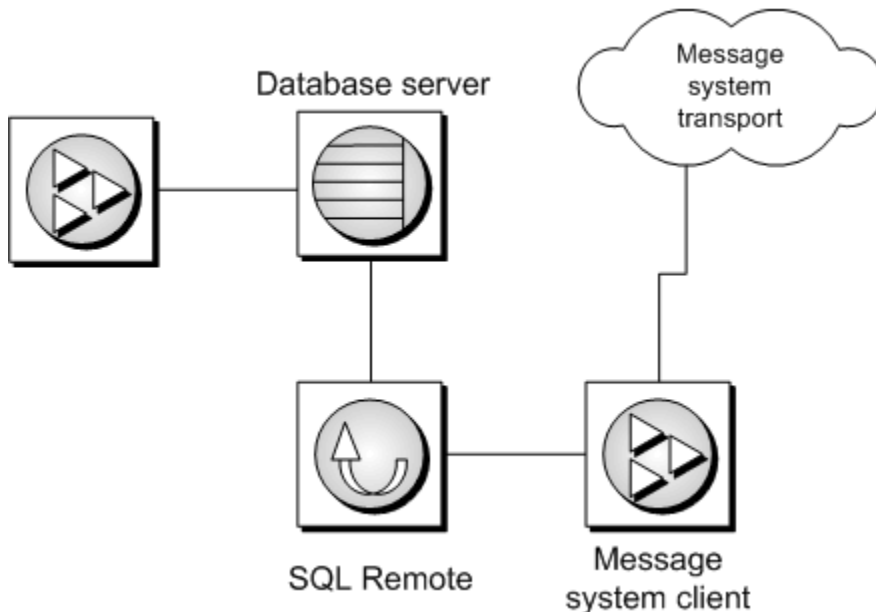 Database server
Message
system
transport
SQL Remote
Message
system client